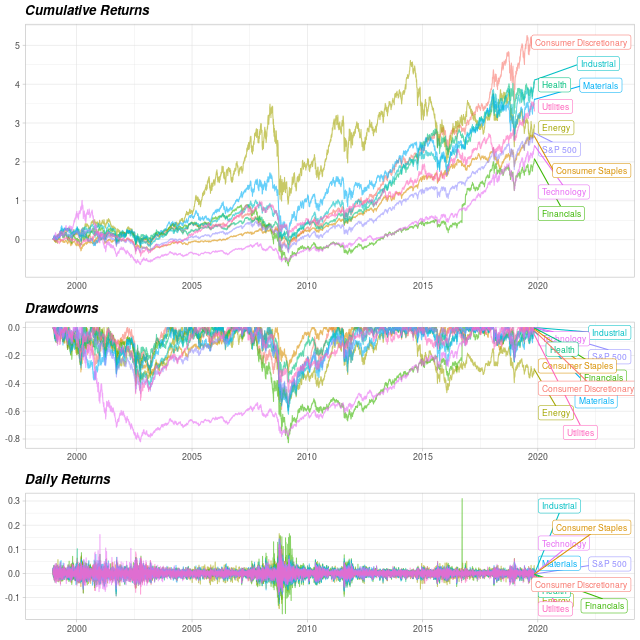 Cumulative Returns
5
4
3
2
1
0
Consumer Discretionary
Industrial
Health
Materials
Utilities
Energy
S&P 500
Consumer Staples
Technology
Financials
2000
2005
2010
2015
2020
Drawdowns
0.0
-0.2
-0.4
-0.6
-0.8
Industrial
Technology
Health
S&P 500
Consumer Staples
Financials
Consumer Discretionary
Materials
Energy
Utilities
2000
2005
2010
2015
2020
Daily Returns
0.3
0.2
0.1
0.0
-0.1
Industrial
Consumer Staples
Technology
Materials
S&P 500
Consumer Discretionary
Health
Energy
Financials
Utilities
2000
2005
2010
2015
2020